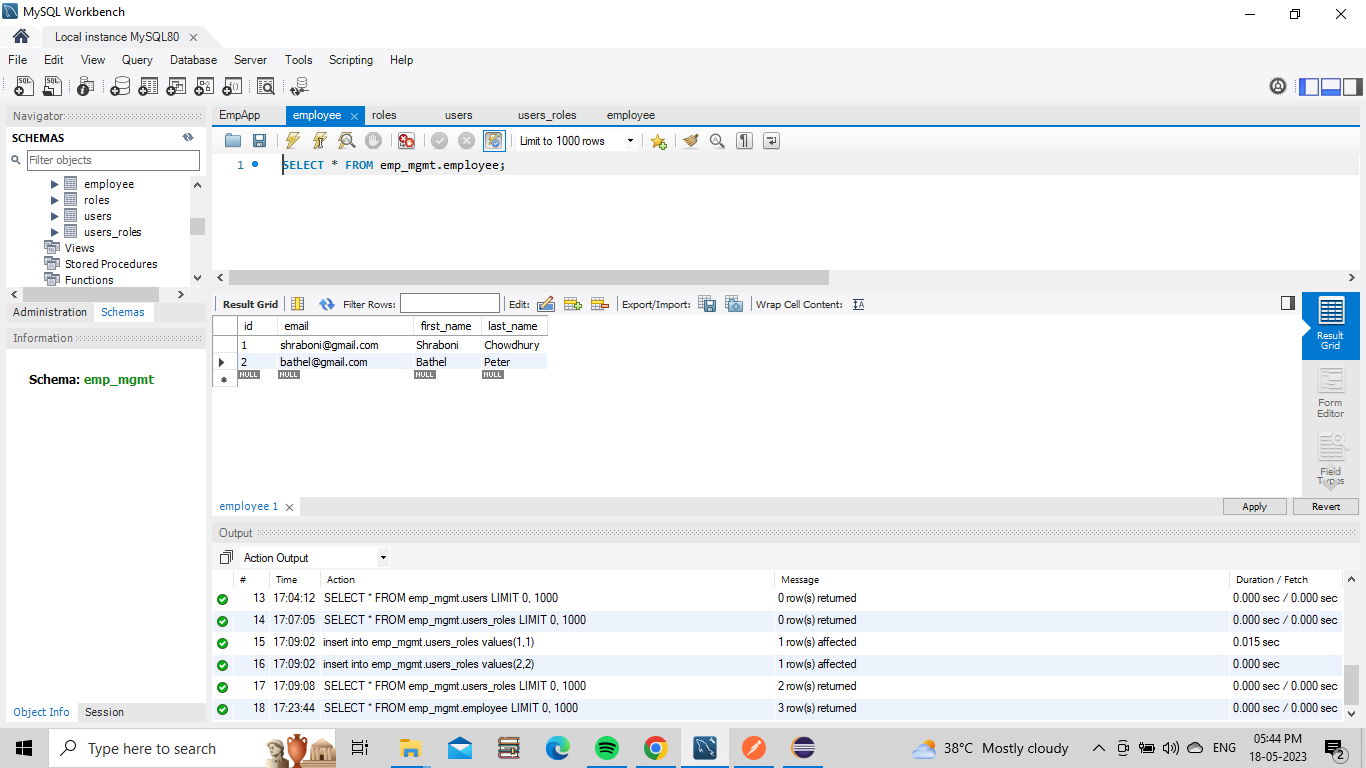 MySQL Workbench
Local instance MySQL80
File Edit View Query Database Server Tools Scripting Help
Navigator
SCHEMAS
Filter objects
employee
roles
users
users_roles
Views
Stored Procedures
Functions
Administration Schemas
Information
Schema: emp_mgmt
Object Info Session
EmpApp employee roles users users_roles employee
Limit to 1000 rows
1 SELECT * FROM emp_mgmt.employee;
Result Grid Filter Rows: Edit: Export/Import: Wrap Cell Content:
id email first_name last_name
1 shraboni@gmail.com Shraboni Chowdhury
2 bathel@gmail.com Bathel Peter
NULL NULL NULL NULL
Result
Grid
Form
Editor
Field
Types
employee 1
Apply Revert
Output
Action Output
# Time Action Message Duration / Fetch
13 17:04:12 SELECT * FROM emp_mgmt.users LIMIT 0, 1000 0 row(s) returned 0.000 sec / 0.000 sec
14 17:07:05 SELECT * FROM emp_mgmt.users_roles LIMIT 0, 1000 0 row(s) returned 0.000 sec / 0.000 sec
15 17:09:02 insert into emp_mgmt.users_roles values(1,1) 1 row(s) affected 0.015 sec
16 17:09:02 insert into emp_mgmt.users_roles values(2,2) 1 row(s) affected 0.000 sec
17 17:09:08 SELECT * FROM emp_mgmt.users_roles LIMIT 0, 1000 2 row(s) returned 0.000 sec / 0.000 sec
18 17:23:44 SELECT * FROM emp_mgmt.employee LIMIT 0, 1000 3 row(s) returned 0.000 sec / 0.000 sec
Type here to search
38°C Mostly cloudy
ENG
05:44 PM
18-05-2023
2